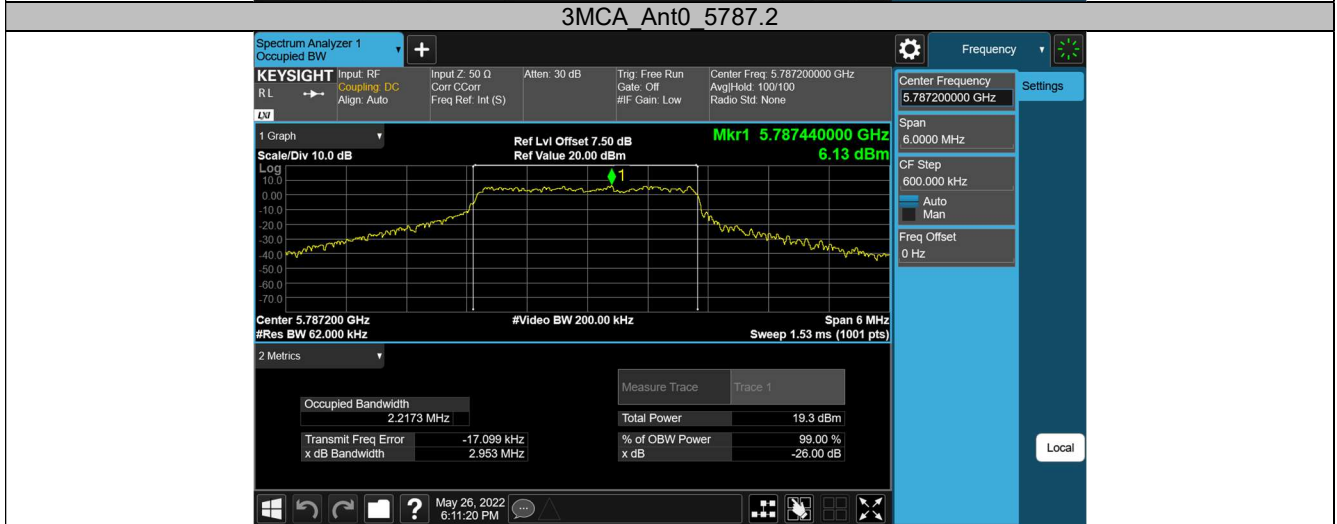 3MCA_Ant0_5787.2
Spectrum Analyzer 1
Occupied BW
+
Frequency
KEYSIGHT
R L
LXI
Input: RF
Coupling: DC
Align: Auto
Input Z: 50 Ω
Corr CCorr
Freq Ref: Int (S)
Atten: 30 dB
Trig: Free Run
Gate: Off
#IF Gain: Low
Center Freq: 5.787200000 GHz
Avg|Hold: 100/100
Radio Std: None
Center Frequency
5.787200000 GHz
Settings
Span
6.0000 MHz
CF Step
600.000 kHz
Auto
Man
Freq Offset
0 Hz
Local
1 Graph
Scale/Div 10.0 dB
Ref Lvl Offset 7.50 dB
Ref Value 20.00 dBm
Mkr1 5.787440000 GHz
6.13 dBm
Log
10.0
0.00
-10.0
-20.0
-30.0
-40.0
-50.0
-60.0
-70.0
1
Center 5.787200 GHz
#Res BW 62.000 kHz
#Video BW 200.00 kHz
Span 6 MHz
Sweep 1.53 ms (1001 pts)
2 Metrics
Measure Trace Trace 1
Occupied Bandwidth
2.2173 MHz
Total Power 19.3 dBm
Transmit Freq Error -17.099 kHz
% of OBW Power 99.00 %
x dB Bandwidth 2.953 MHz
x dB -26.00 dB
?
May 26, 2022
6:11:20 PM